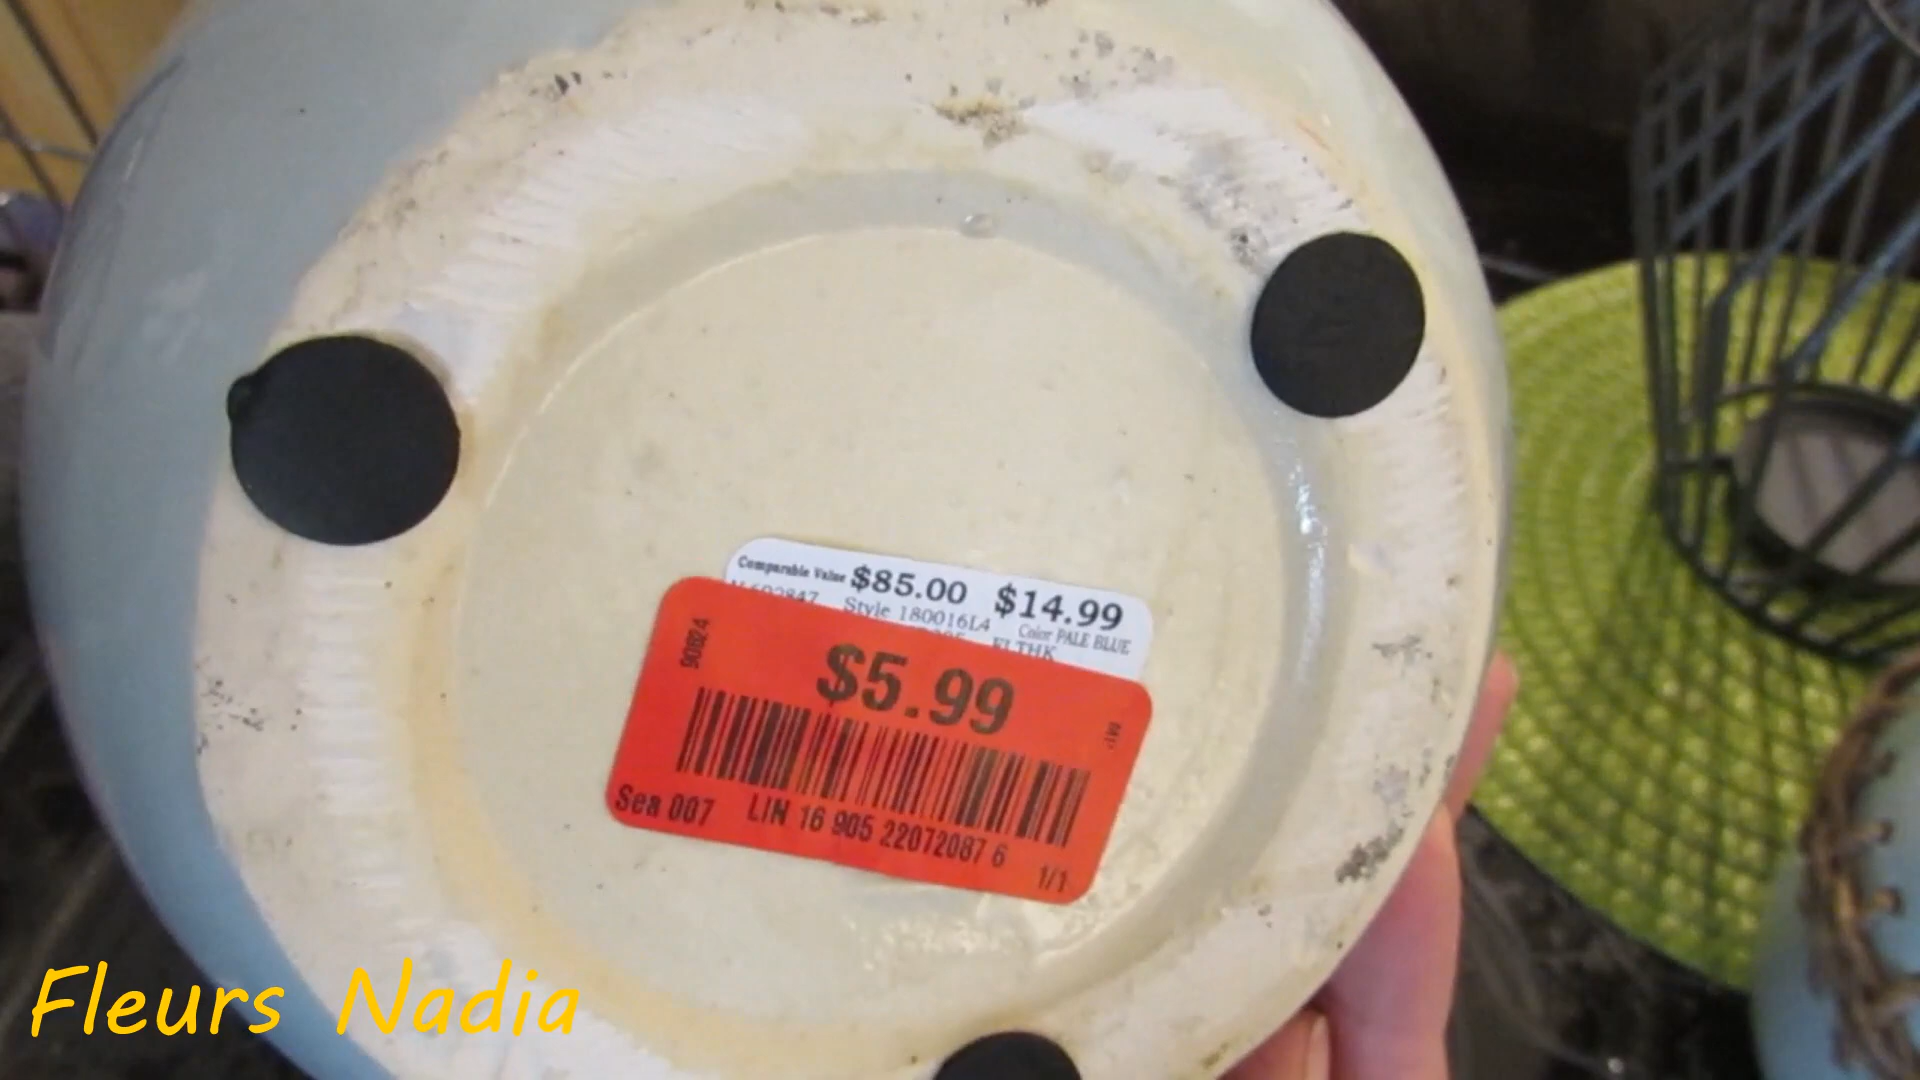 Comparable Value $85.00 $14.99
Style 180016L4 Color PALE BLUE
90824
$5.99
Sea 007 LIN 16 905 22072087 6 1/1
Fleurs Nadia